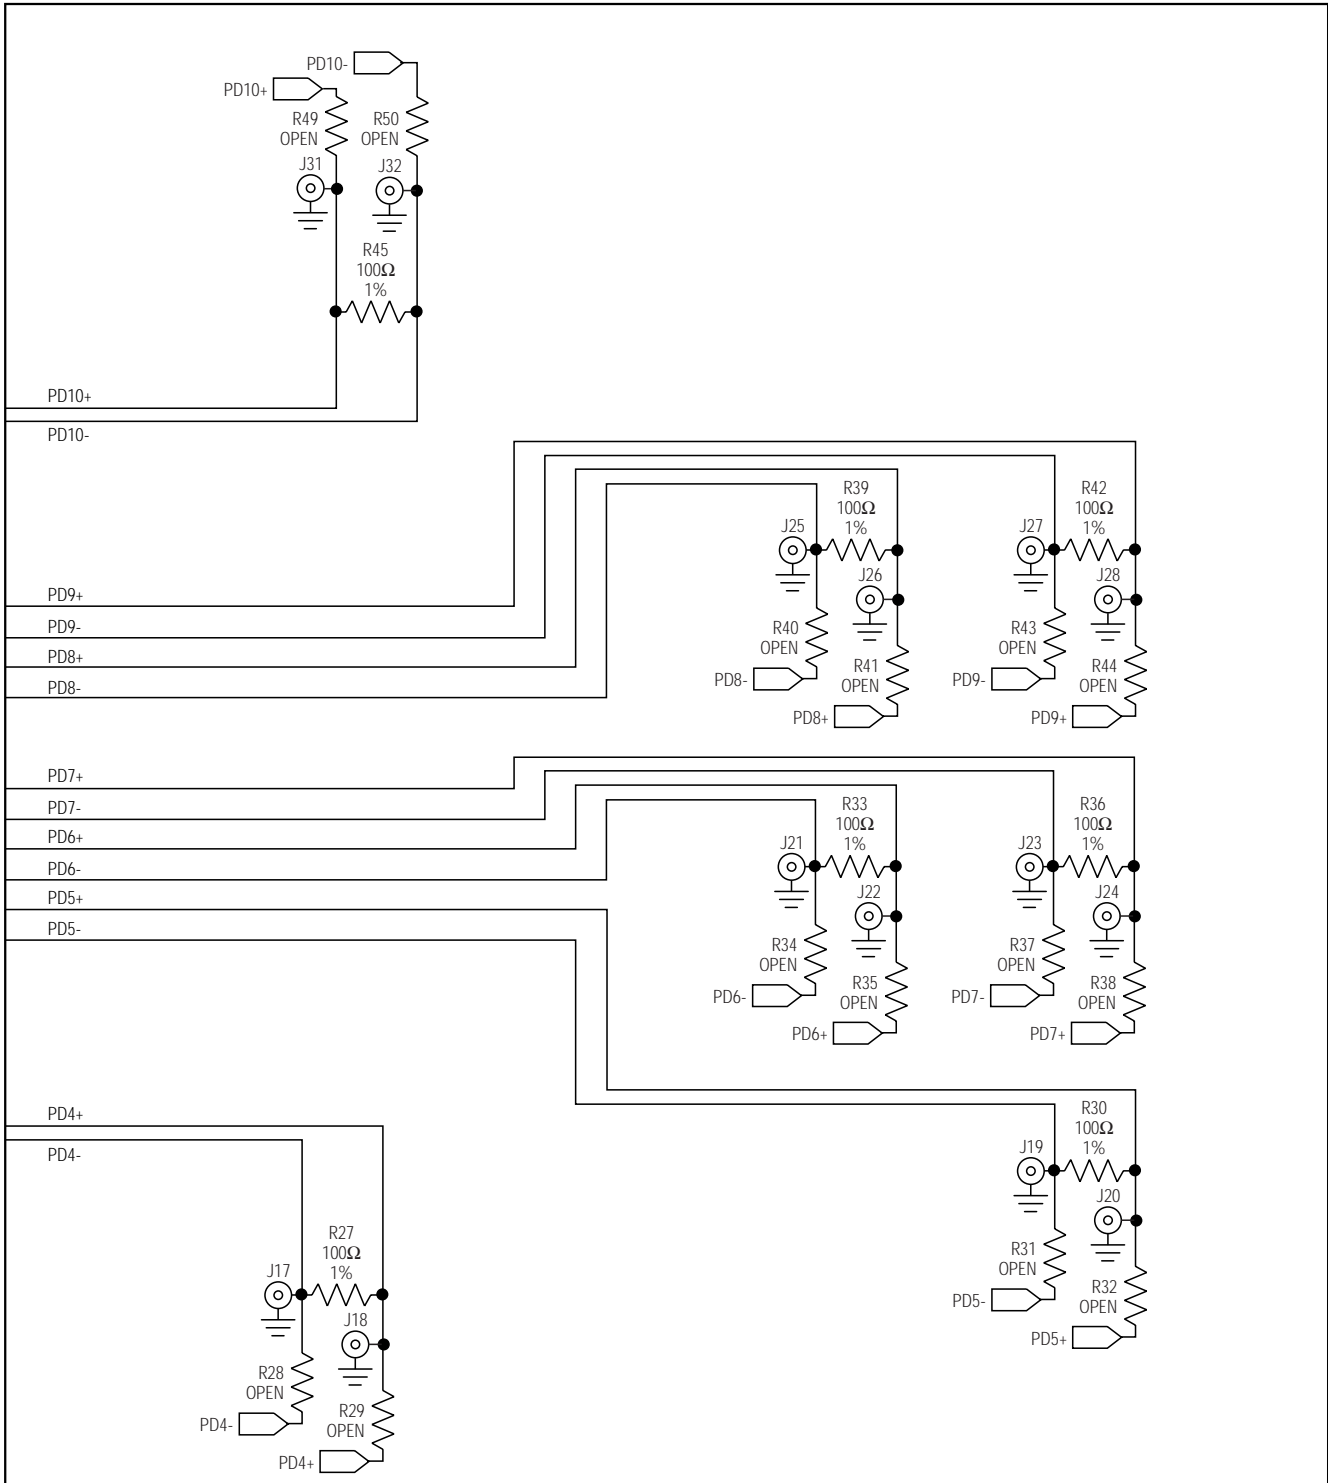 PD10-
PD10+
R49
OPEN
R50
OPEN
J31
J32
R45
100Ω
1%
PD10+
PD10-
R39
100Ω
1%
R42
100Ω
1%
J25
J27
J26
J28
PD9+
PD9-
PD8+
PD8-
R40
OPEN
R43
OPEN
R41
OPEN
R44
OPEN
PD8-
PD9-
PD8+
PD9+
PD7+
PD7-
PD6+
PD6-
PD5+
PD5-
R33
100Ω
1%
R36
100Ω
1%
J21
J23
J22
J24
R34
OPEN
R37
OPEN
R35
OPEN
R38
OPEN
PD6-
PD7-
PD6+
PD7+
PD4+
PD4-
R30
100Ω
1%
J19
J20
R31
OPEN
R32
OPEN
PD5-
PD5+
R27
100Ω
1%
J17
J18
R28
OPEN
R29
OPEN
PD4-
PD4+